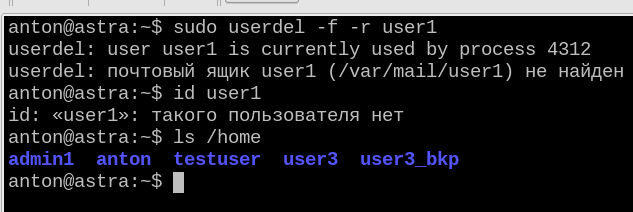 anton@astra:~$ sudo userdel -f -r user1
userdel: user user1 is currently used by process 4312
userdel: почтовый ящик user1 (/var/mail/user1) не найден
anton@astra:~$ id user1
id: «user1»: такого пользователя нет
anton@astra:~$ ls /home
admin1  anton  testuser  user3  user3_bkp
anton@astra:~$